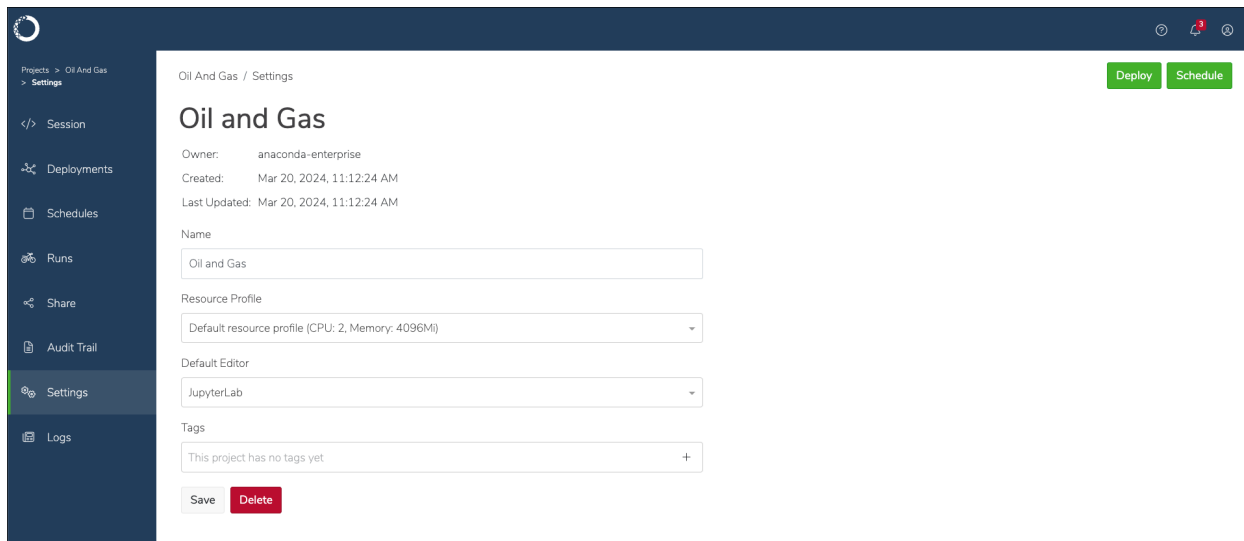 3
Projects > Oil And Gas
> Settings
Session
Deployments
Schedules
Runs
Share
Audit Trail
Settings
Logs
Oil And Gas / Settings
Deploy Schedule
Oil and Gas
Owner: anaconda-enterprise
Created: Mar 20, 2024, 11:12:24 AM
Last Updated: Mar 20, 2024, 11:12:24 AM
Name
Oil and Gas
Resource Profile
Default resource profile (CPU: 2, Memory: 4096Mi)
Default Editor
JupyterLab
Tags
This project has no tags yet +
Save Delete